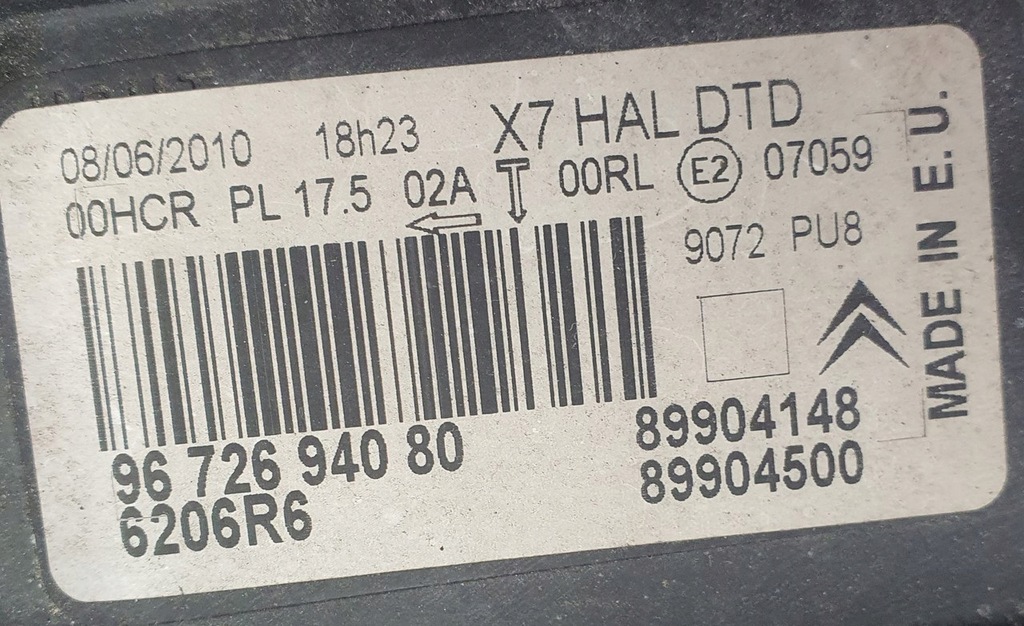 08/06/2010 18h23 X7 HAL DTD
00HCR PL 17.5 02A 00RL E2 07059
9072 PU8
MADE IN E.U.
96 726 940 80
6206R6
89904148
89904500